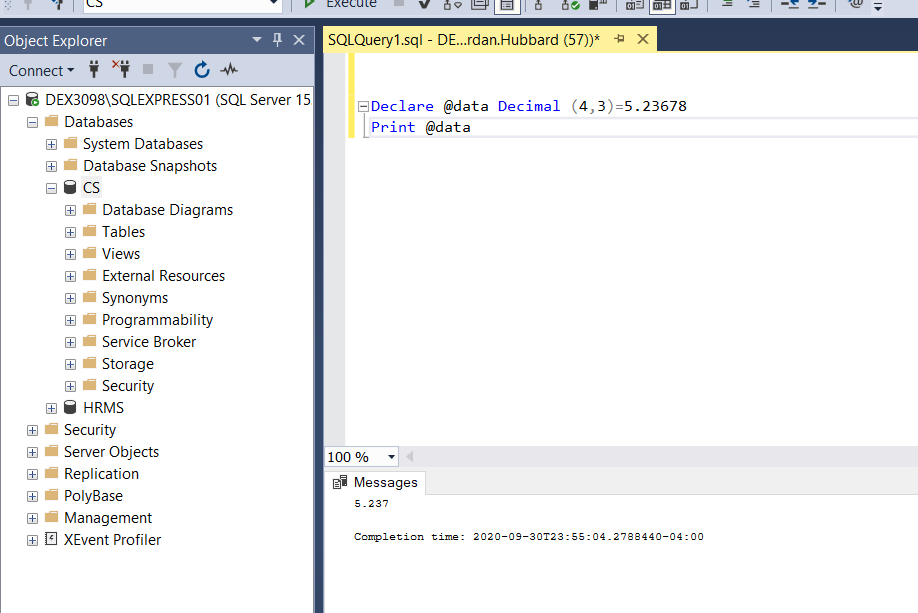 CS
Execute
Object Explorer
SQLQuery1.sql - DE...rdan.Hubbard (57))*
Connect
DEX3098\SQLEXPRESS01 (SQL Server 15
Databases
System Databases
Database Snapshots
CS
Database Diagrams
Tables
Views
External Resources
Synonyms
Programmability
Service Broker
Storage
Security
HRMS
Security
Server Objects
Replication
PolyBase
Management
XEvent Profiler
Declare @data Decimal (4,3)=5.23678
Print @data
100 %
Messages
5.237
Completion time: 2020-09-30T23:55:04.2788440-04:00